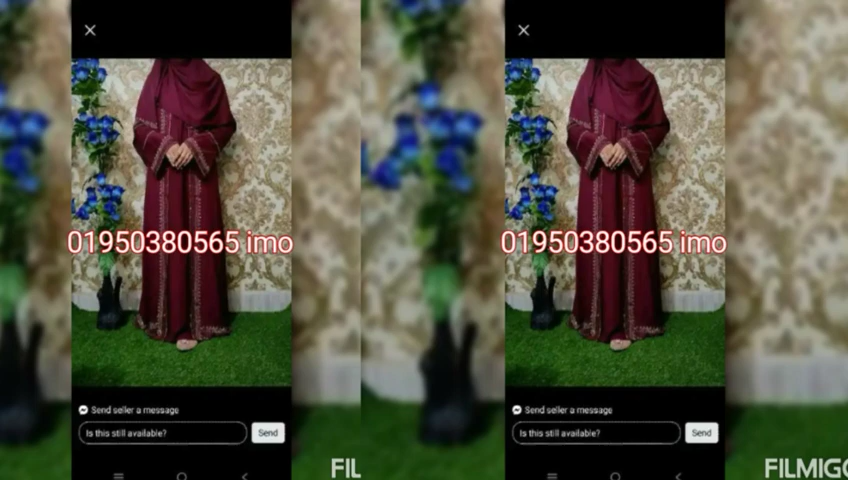 01950380565 imo
Send seller a message
Is this still available?
Send
FIL
01950380565 imo
Send seller a message
Is this still available?
Send
FILMIGO